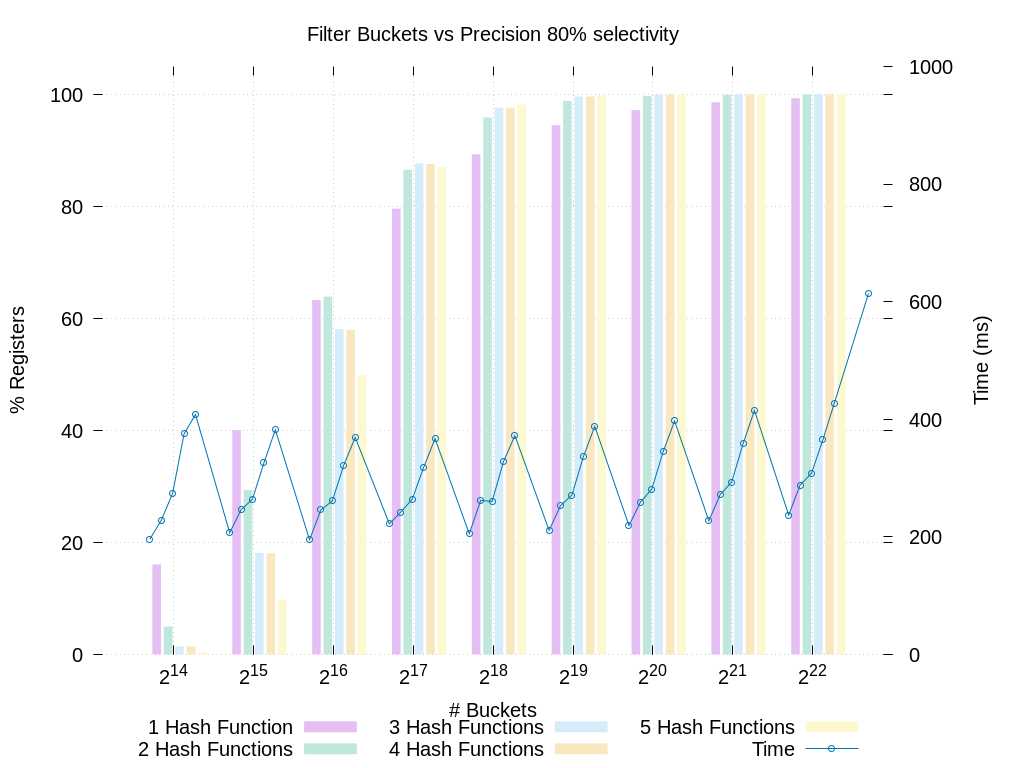 Filter Buckets vs Precision 80% selectivity
1000
100
800
80
600
60
% Registers
Time (ms)
400
40
200
20
0
0
2^14 2^15 2^16 2^17 2^18 2^19 2^20 2^21 2^22
# Buckets
1 Hash Function 3 Hash Functions 5 Hash Functions
2 Hash Functions 4 Hash Functions Time